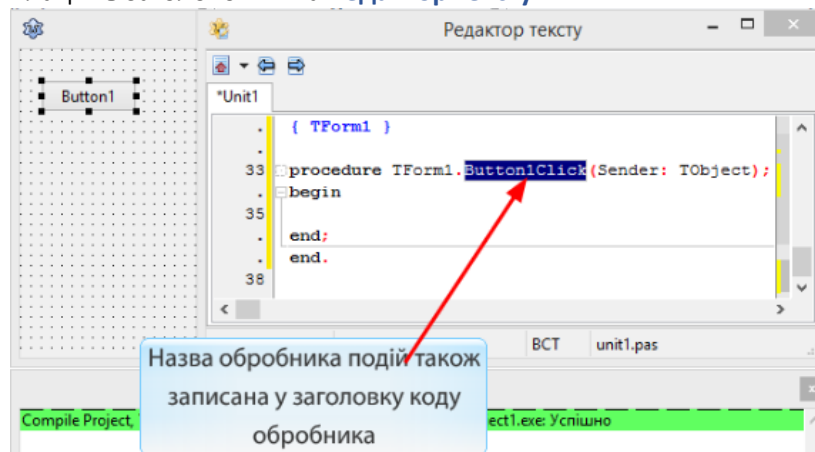 Редактор тексту
Button1
*Unit1
{ TForm1 }
33 procedure TForm1.Button1Click(Sender: TObject);
begin
35
end;
end.
38
ВСТ unit1.pas
Назва обробника подій також
записана у заголовку коду
обробника
Compile Project, ect1.exe: Успішно